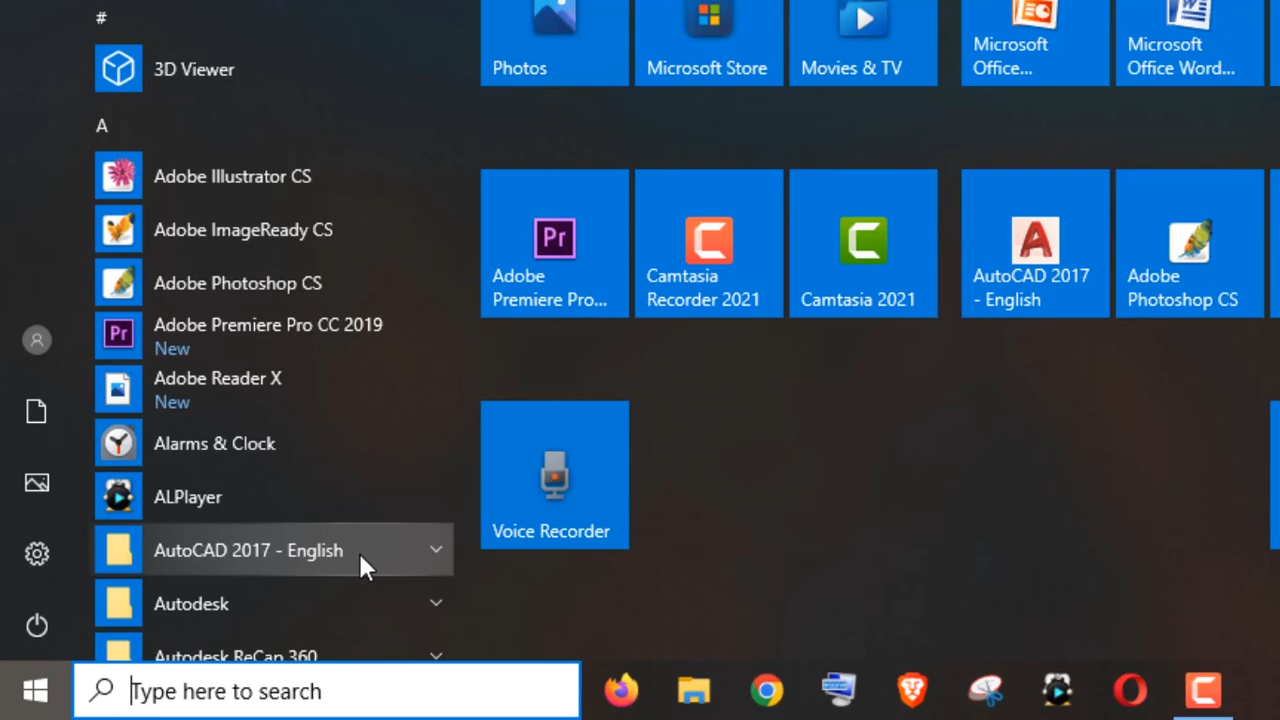 #
3D Viewer
A
Adobe Illustrator CS
Adobe ImageReady CS
Adobe Photoshop CS
Adobe Premiere Pro CC 2019
New
Adobe Reader X
New
Alarms & Clock
ALPlayer
AutoCAD 2017 - English
Autodesk
Autodesk ReCap 360
Photos
Microsoft Store
Movies & TV
Microsoft
Office...
Microsoft
Office Word...
Pr
Adobe
Premiere Pro...
Camtasia
Recorder 2021
Camtasia 2021
AutoCAD 2017
- English
Adobe
Photoshop CS
Voice Recorder
Pr
Type here to search